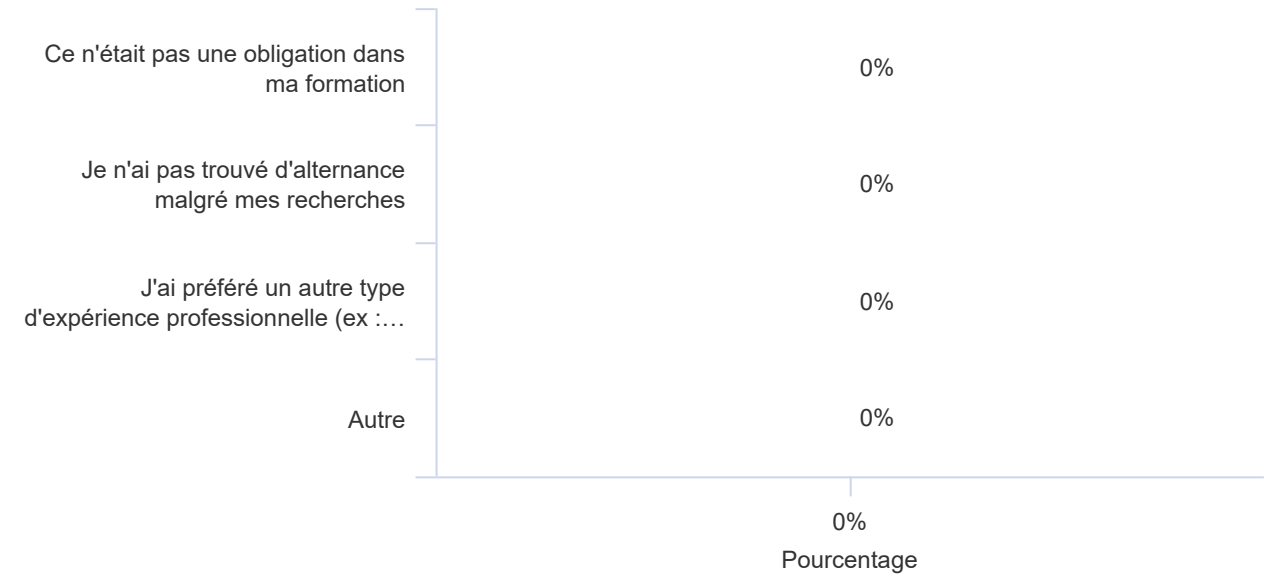 Ce n'était pas une obligation dans
ma formation
0%
Je n'ai pas trouvé d'alternance
malgré mes recherches
0%
J'ai préféré un autre type
d'expérience professionnelle (ex :…
0%
Autre
0%
0%
Pourcentage